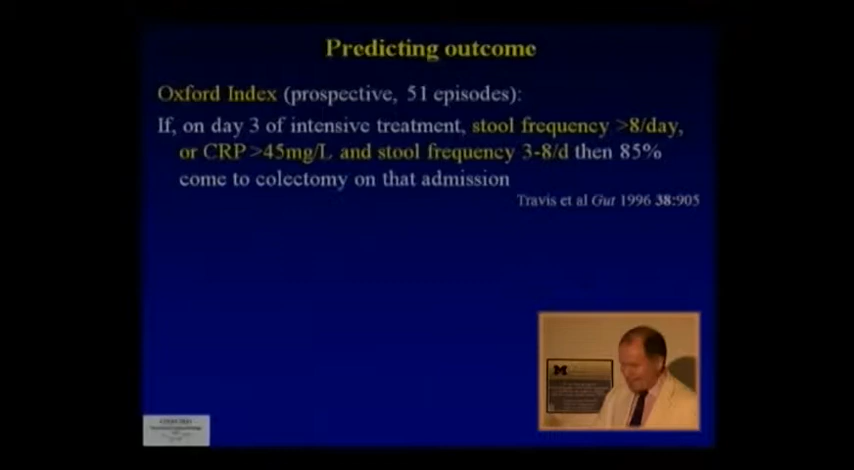 Predicting outcome
Oxford Index (prospective, 51 episodes):
If, on day 3 of intensive treatment, stool frequency >8/day,
or CRP >45mg/L and stool frequency 3-8/d then 85%
come to colectomy on that admission
Travis et al Gut 1996 38:905
M